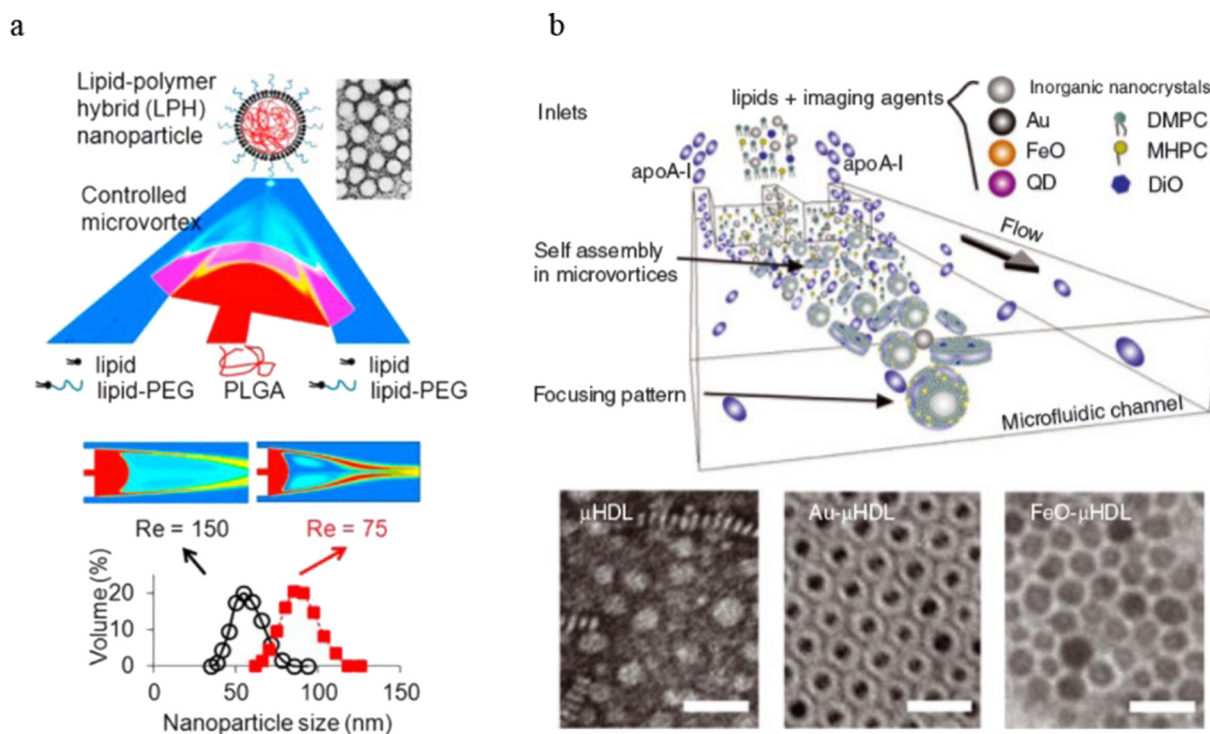 a
Lipid-polymer
hybrid (LPH)
nanoparticle
Controlled
microvortex
lipid
lipid-PEG
PLGA
lipid
lipid-PEG
Re = 150
Re = 75
Volume (%)
20
10
0
0
50
100
150
Nanoparticle size (nm)
b
Inlets
lipids + imaging agents
Inorganic nanocrystals
Au
FeO
QD
DMPC
MHPC
DiO
apoA-I
apoA-I
Flow
Self assembly
in microvortices
Focusing pattern
Microfluidic channel
μHDL
Au-μHDL
FeO-μHDL